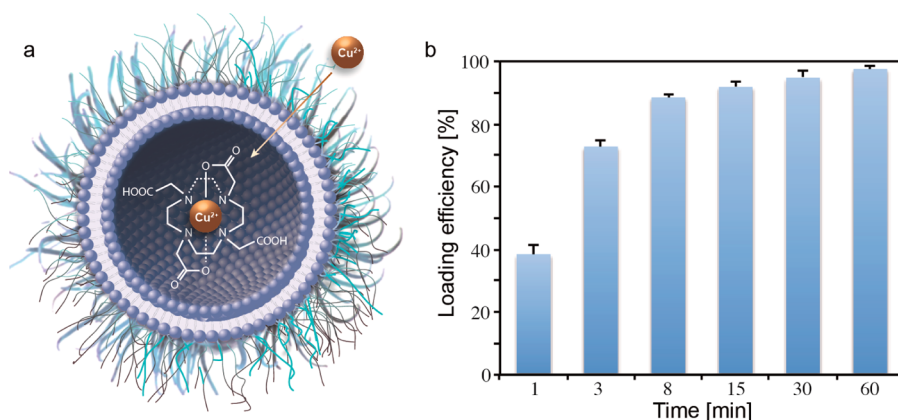 a
Cu²⁺
O
O
HOOC
N
N
Cu²⁺
N
N
COOH
O
O
b
Loading efficiency [%]
100
80
60
40
20
0
1 3 8 15 30 60
Time [min]